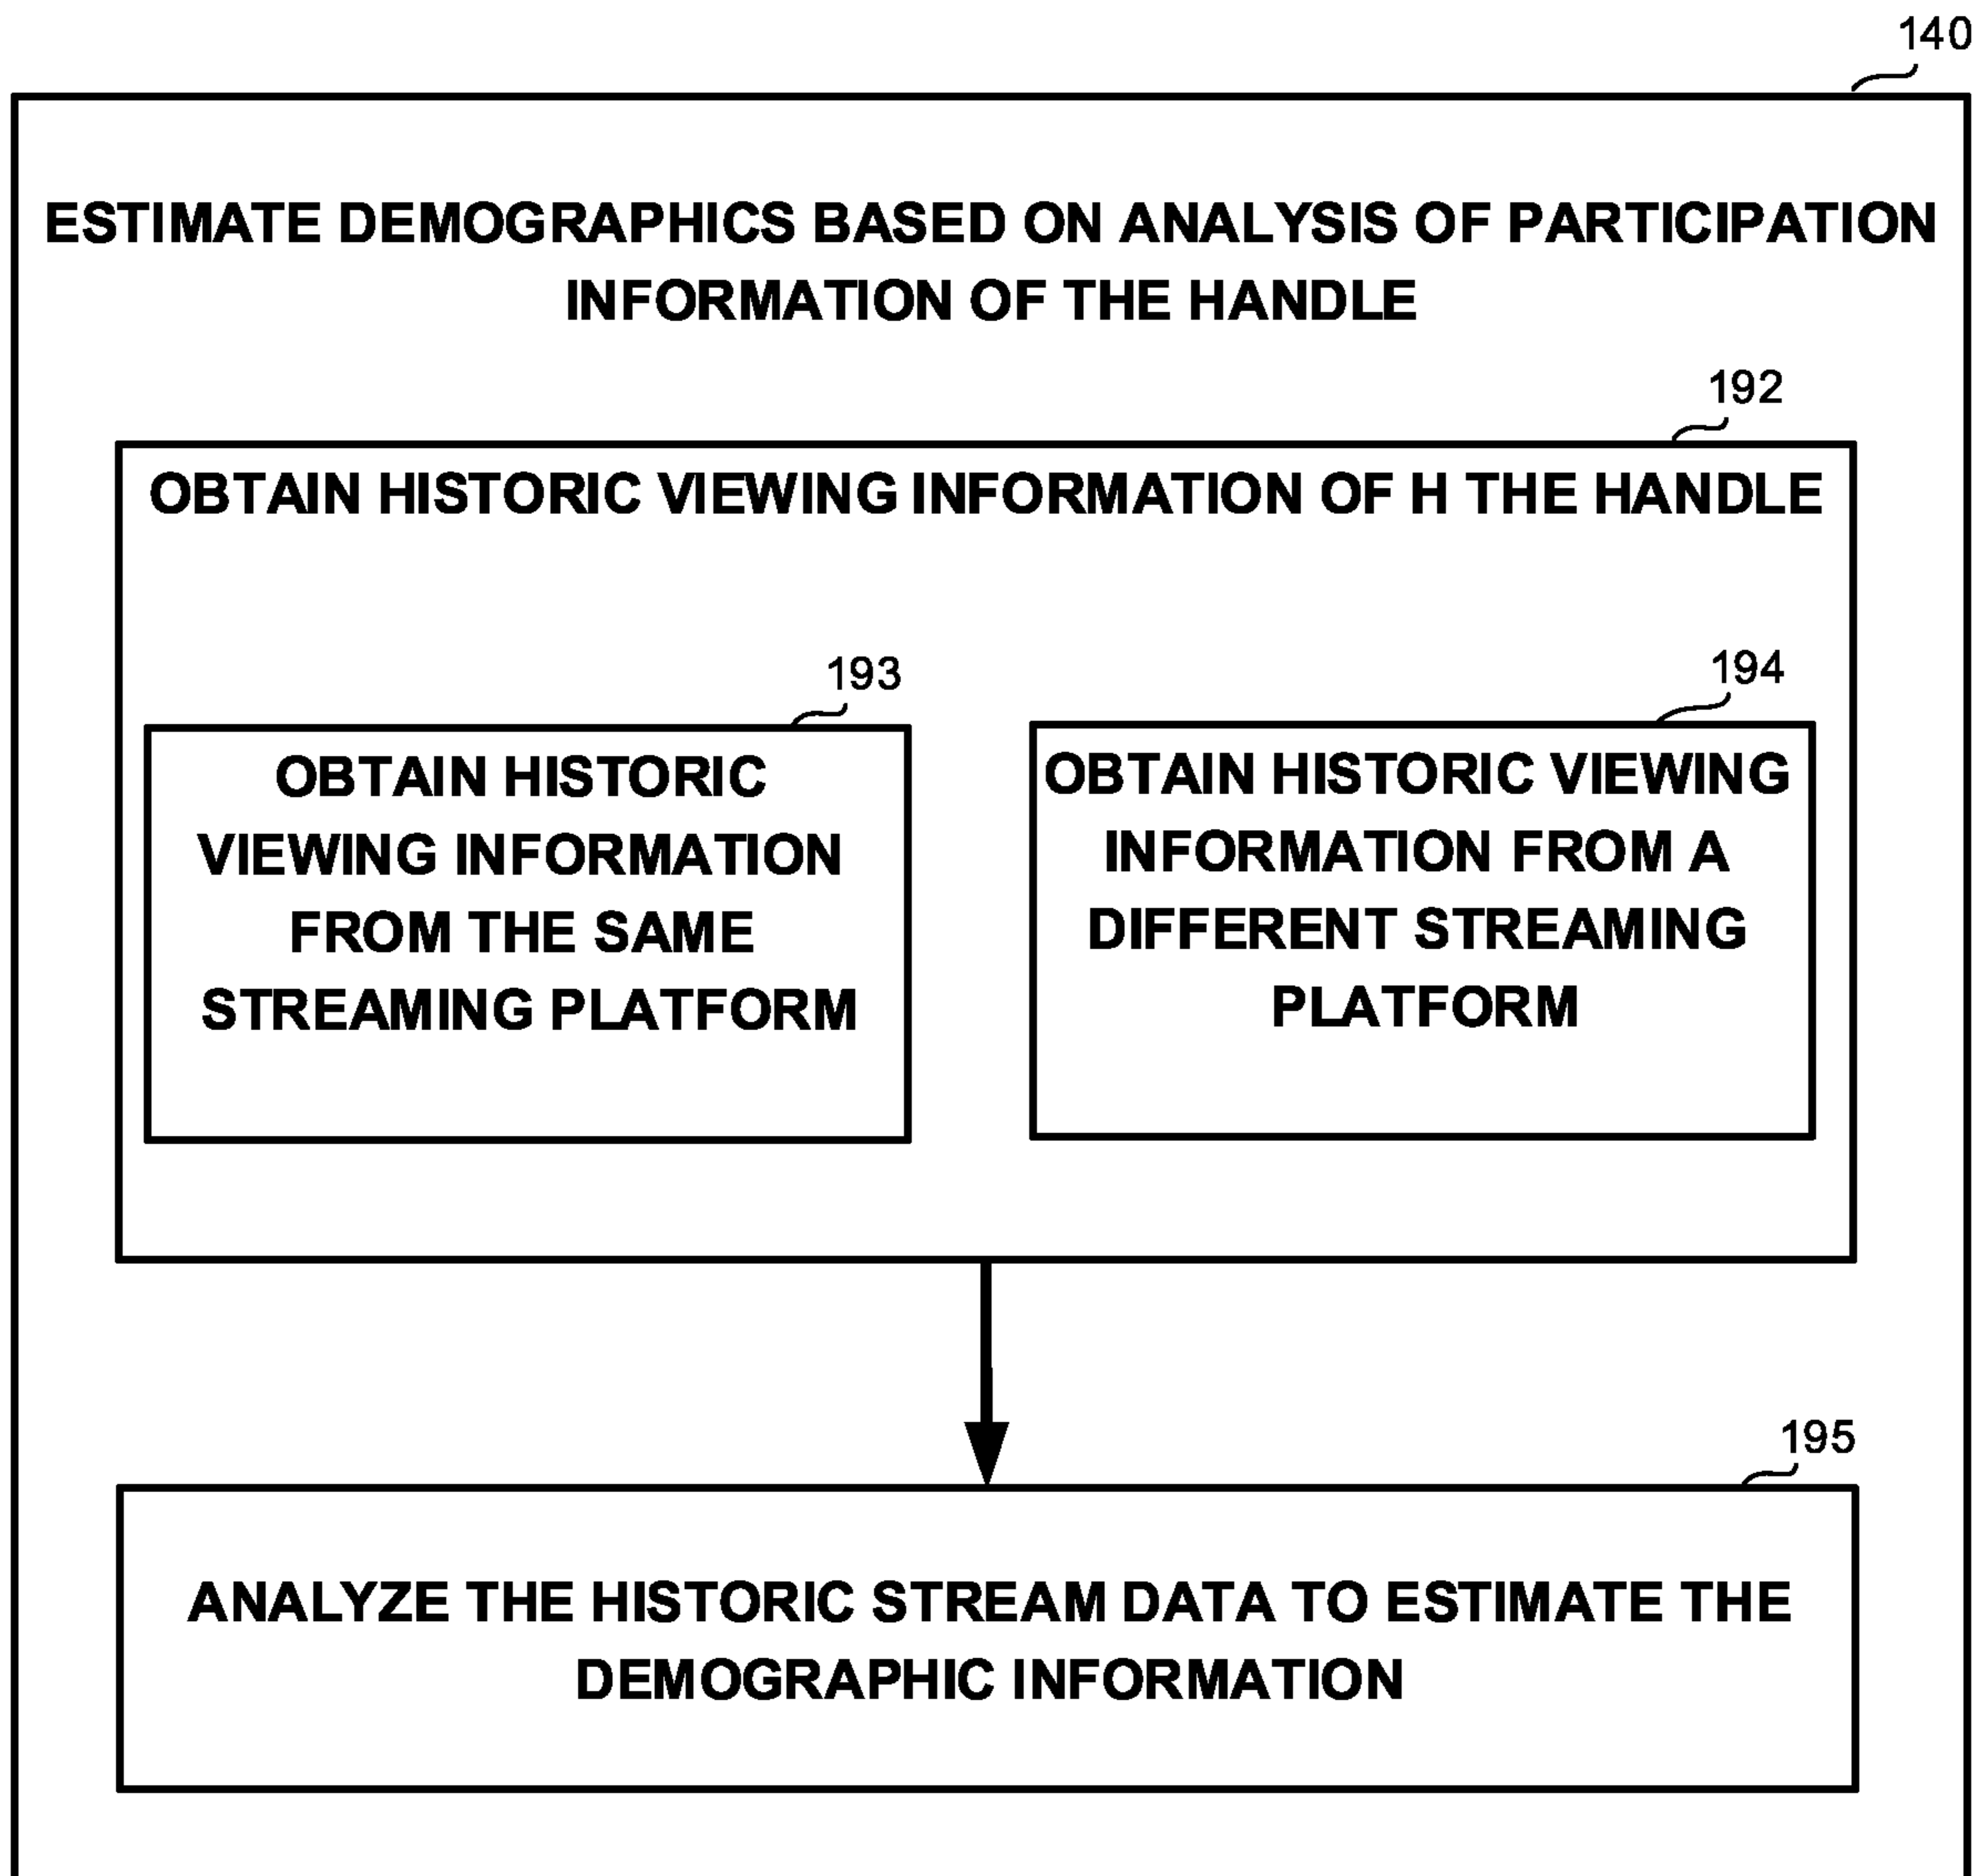 140
ESTIMATE DEMOGRAPHICS BASED ON ANALYSIS OF PARTICIPATION
INFORMATION OF THE HANDLE
192
OBTAIN HISTORIC VIEWING INFORMATION OF H THE HANDLE
193
OBTAIN HISTORIC
VIEWING INFORMATION
FROM THE SAME
STREAMING PLATFORM
194
OBTAIN HISTORIC VIEWING
INFORMATION FROM A
DIFFERENT STREAMING
PLATFORM
195
ANALYZE THE HISTORIC STREAM DATA TO ESTIMATE THE
DEMOGRAPHIC INFORMATION